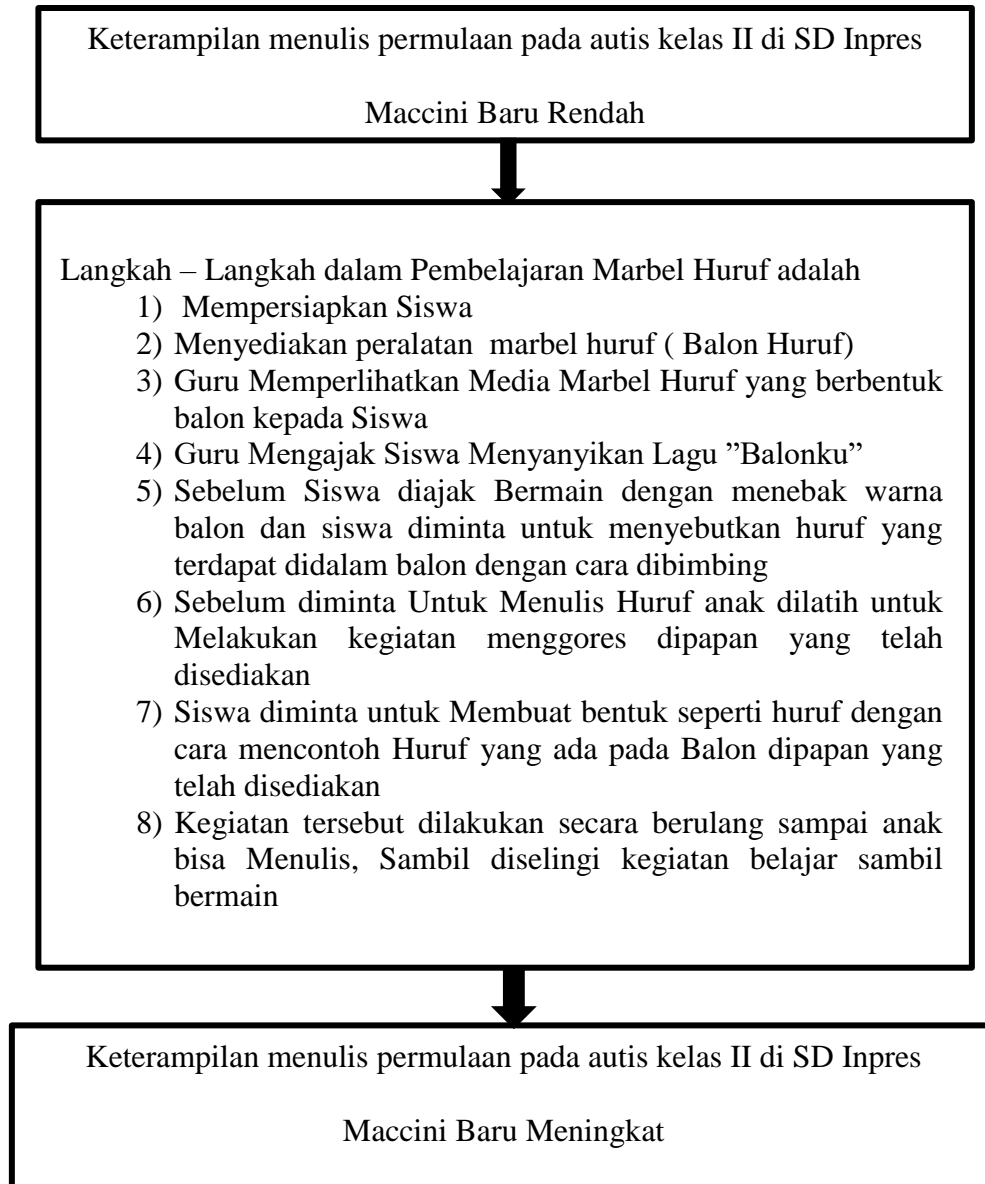 Keterampilan menulis permulaan pada autis kelas II di SD Inpres
Maccini Baru Rendah
Langkah – Langkah dalam Pembelajaran Marbel Huruf adalah
1) Mempersiapkan Siswa
2) Menyediakan peralatan marbel huruf ( Balon Huruf)
3) Guru Memperlihatkan Media Marbel Huruf yang berbentuk
balon kepada Siswa
4) Guru Mengajak Siswa Menyanyikan Lagu ”Balonku”
5) Sebelum Siswa diajak Bermain dengan menebak warna
balon dan siswa diminta untuk menyebutkan huruf yang
terdapat didalam balon dengan cara dibimbing
6) Sebelum diminta Untuk Menulis Huruf anak dilatih untuk
Melakukan kegiatan menggores dipapan yang telah
disediakan
7) Siswa diminta untuk Membuat bentuk seperti huruf dengan
cara mencontoh Huruf yang ada pada Balon dipapan yang
telah disediakan
8) Kegiatan tersebut dilakukan secara berulang sampai anak
bisa Menulis, Sambil diselingi kegiatan belajar sambil
bermain
Keterampilan menulis permulaan pada autis kelas II di SD Inpres
Maccini Baru Meningkat